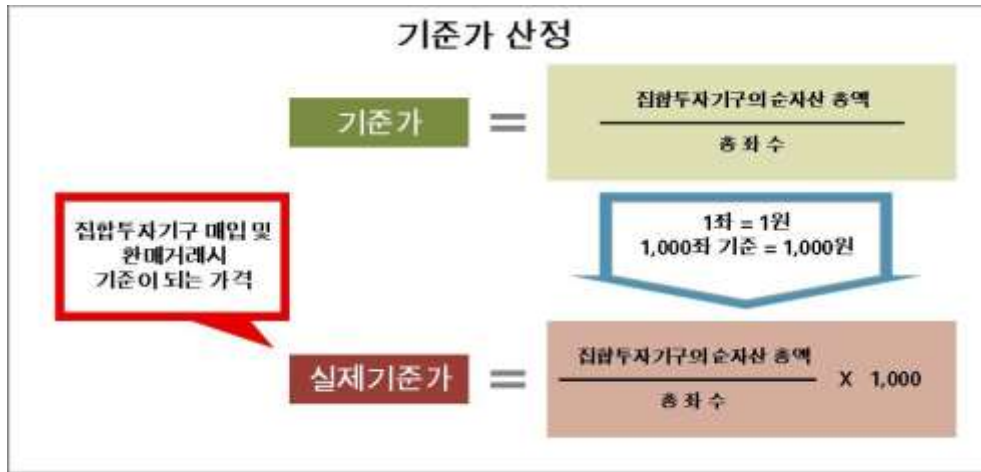 기준가 산정
기준가 = 집합투자기구의 순자산 총액
총 좌 수
집합투자기구 매입 및
환매거래시
기준이 되는 가격
1좌 = 1원
1,000좌 기준 = 1,000원
실제기준가 = 집합투자기구의 순자산 총액
총 좌 수
X 1,000